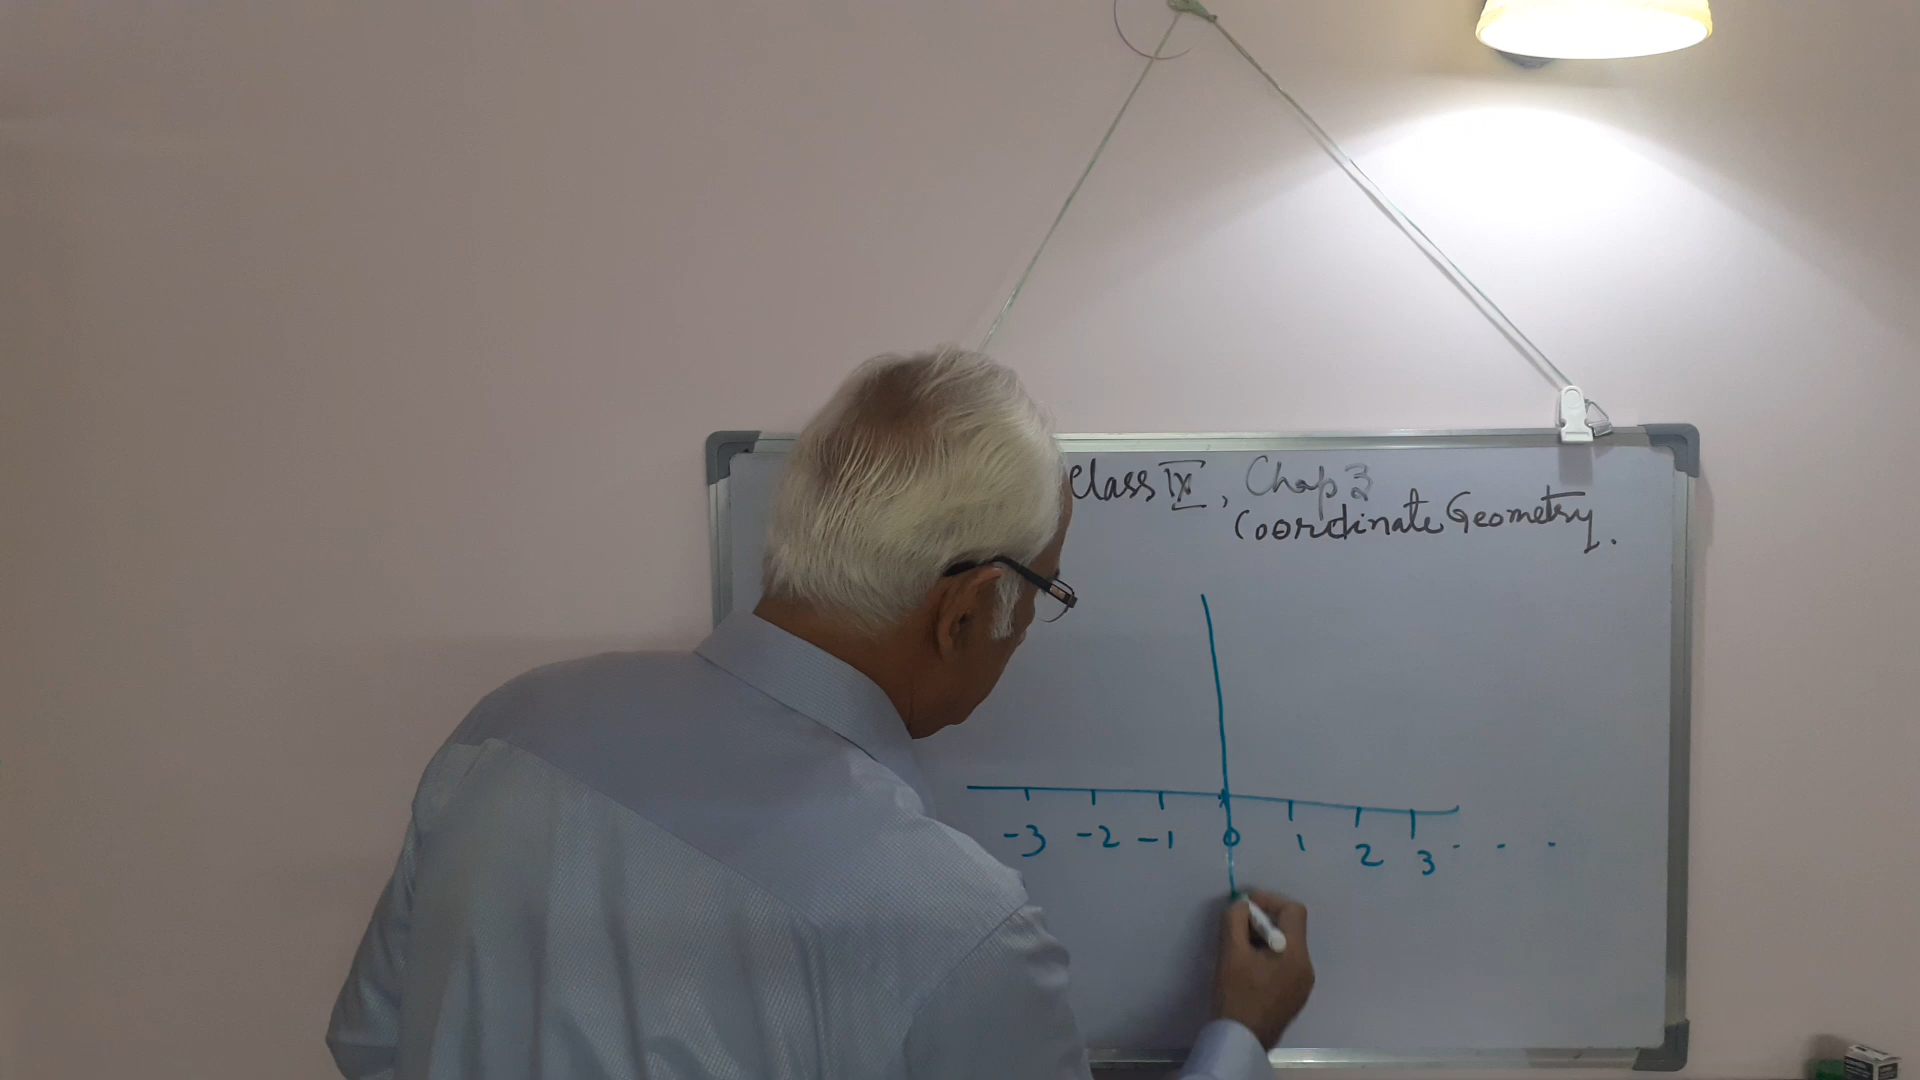 Class IX, Chap 3
Coordinate Geometry.
-3 -2 -1 0 1 2 3 . . .